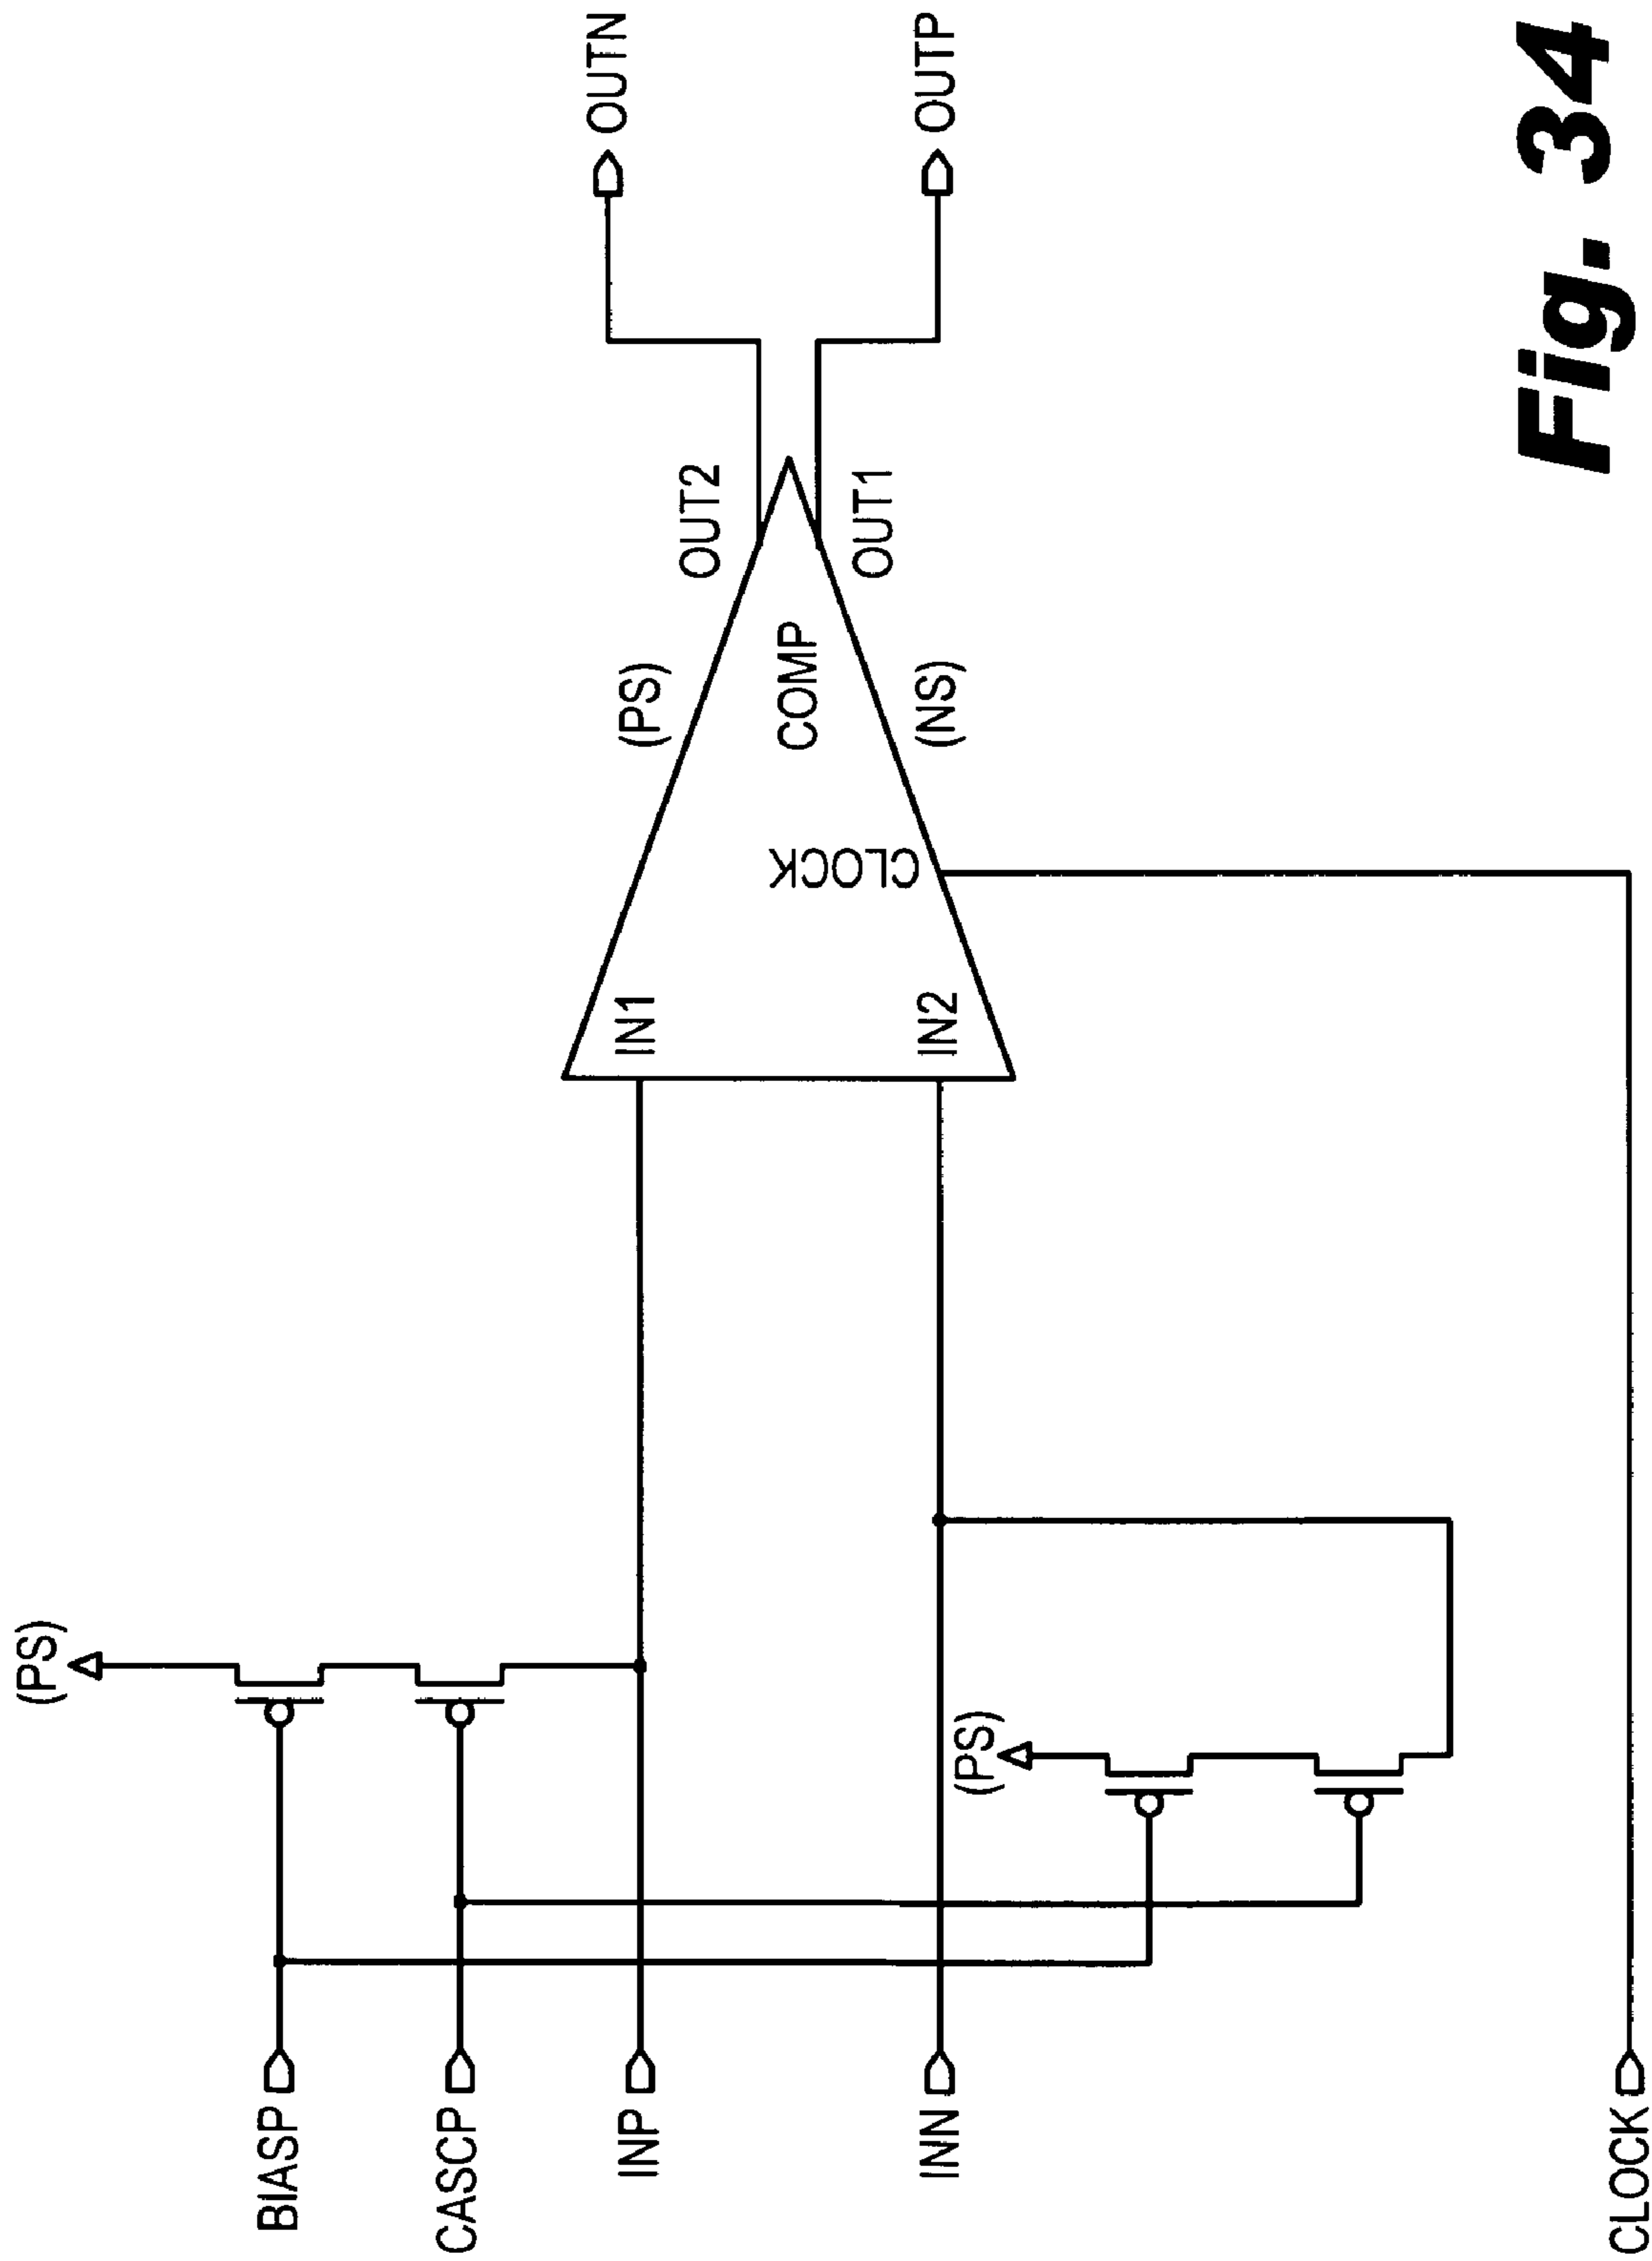 (PS)
BIASP
CASCP
INP
INN
CLOCK
(PS)
IN1
IN2
CLOCK
COMP
(PS)
(NS)
OUT2
OUT1
OUTN
OUTP
Fig. 34